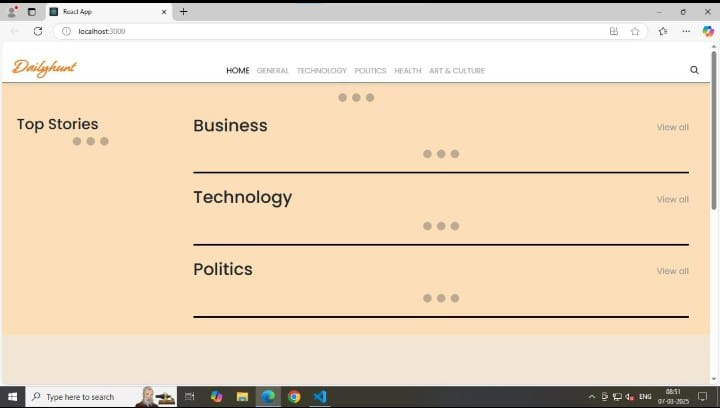 React App
localhost:3000
Dailyhunt
HOME GENERAL TECHNOLOGY POLITICS HEALTH ART & CULTURE
Top Stories
Business View all
Technology View all
Politics View all
Type here to search
ENG
08:51
07-03-2025